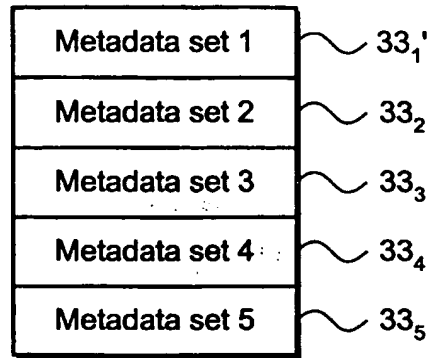 Metadata set 1 33₁'
Metadata set 2 33₂
Metadata set 3 33₃
Metadata set 4 33₄
Metadata set 5 33₅